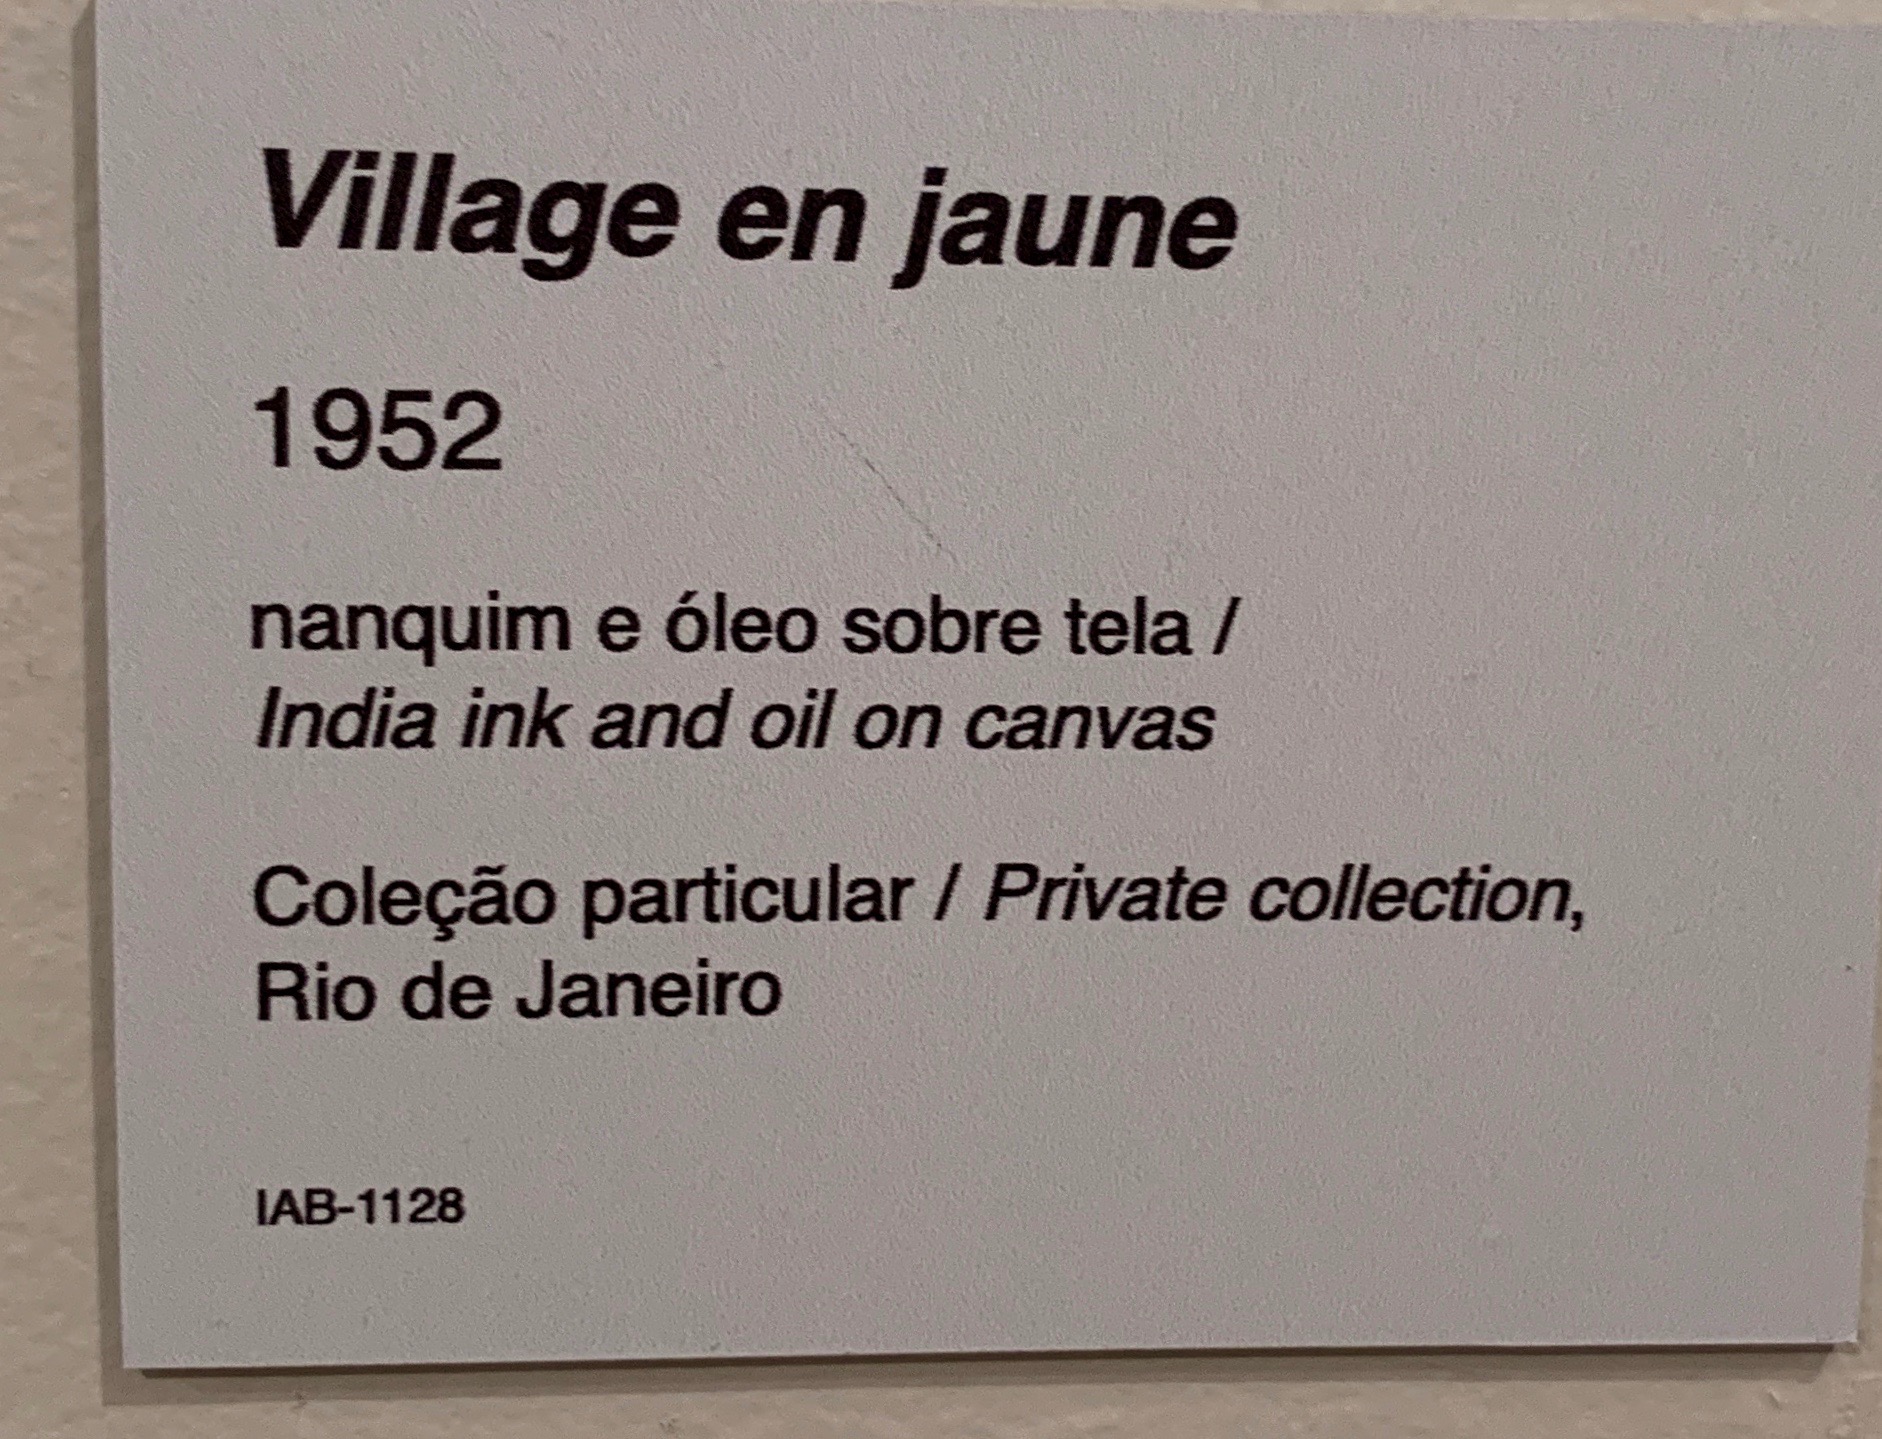 Village en jaune
1952
nanquim e óleo sobre tela /
India ink and oil on canvas
Coleção particular / Private collection,
Rio de Janeiro
IAB-1128